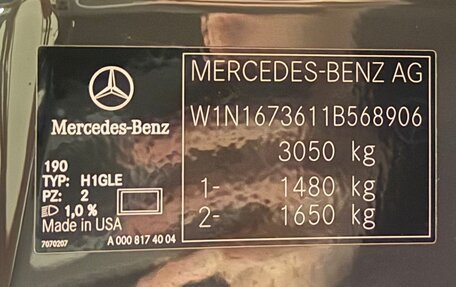 Mercedes-Benz
190
TYP: H1GLE
PZ: 2
1,0 %
Made in USA
7070207
A 000 817 40 04
MERCEDES-BENZ AG
W1N1673611B568906
3050 kg
1- 1480 kg
2- 1650 kg